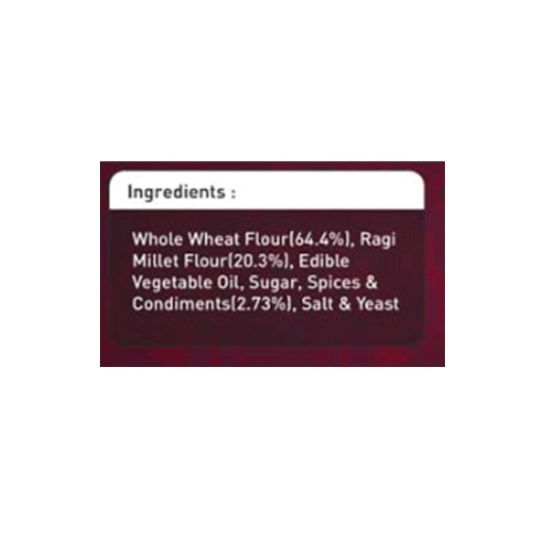 Ingredients :
Whole Wheat Flour(64.4%), Ragi
Millet Flour(20.3%), Edible
Vegetable Oil, Sugar, Spices &
Condiments(2.73%), Salt & Yeast